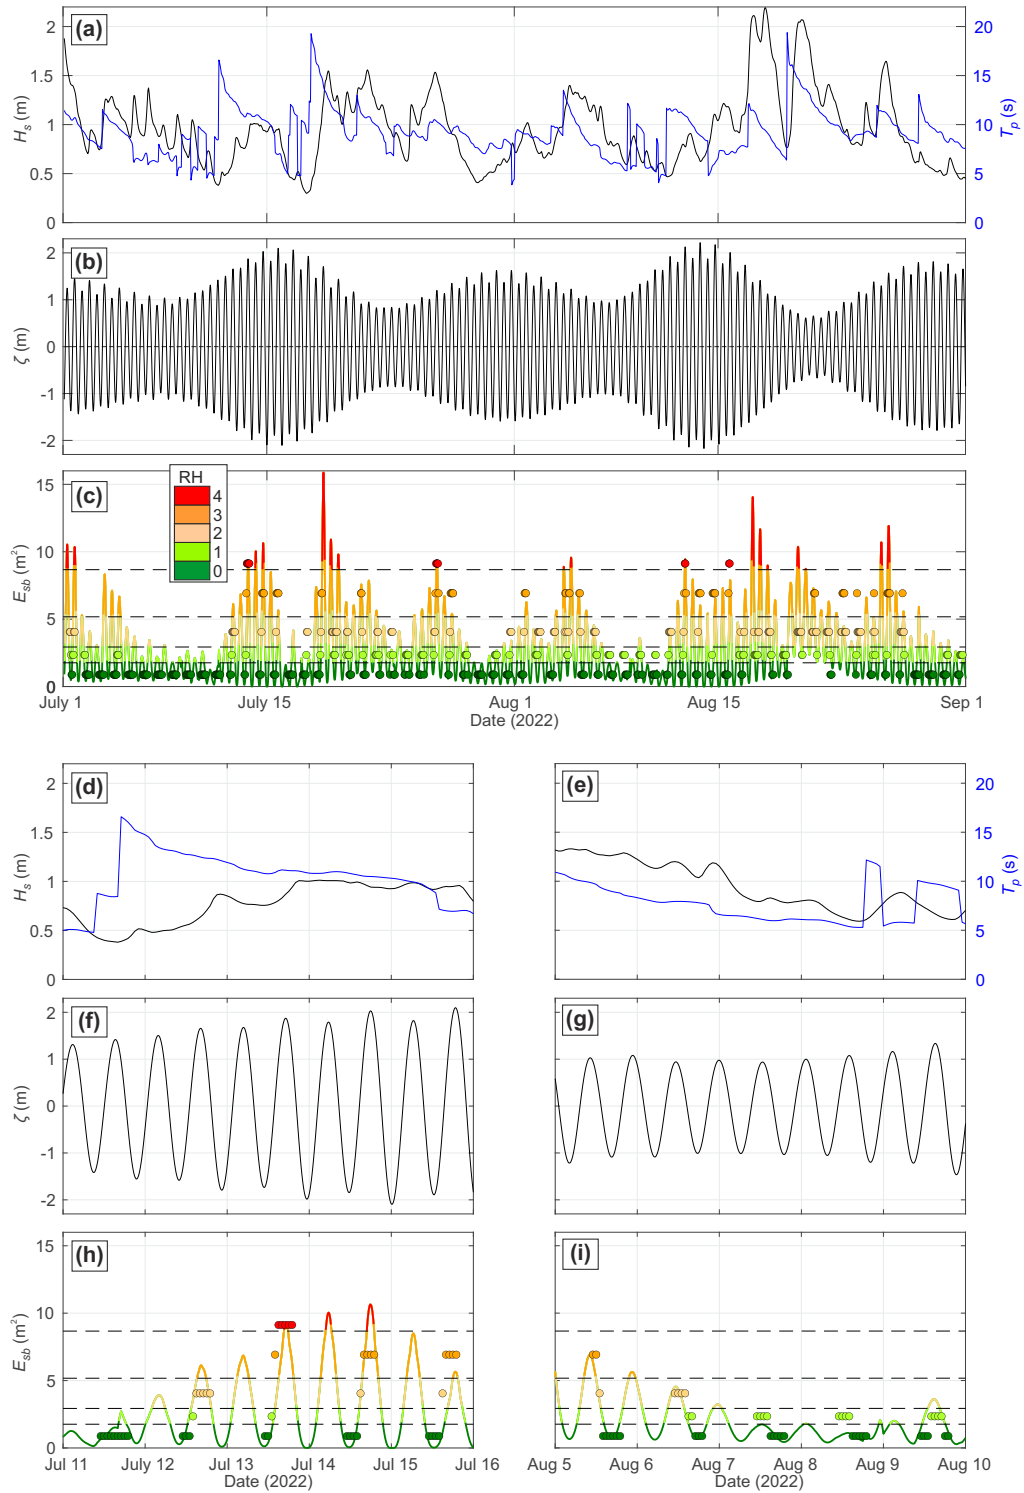 (a)
2
1.5
1
0.5
0
H_s (m)
20
15
10
5
0
T_p (s)
(b)
2
1
0
-1
-2
ζ (m)
(c)
RH
4
3
2
1
0
15
10
5
0
E_sb (m²)
July 1
July 15
Aug 1
Aug 15
Sep 1
Date (2022)
(d)
2
1.5
1
0.5
0
H_s (m)
(e)
20
15
10
5
0
T_p (s)
(f)
2
1
0
-1
-2
ζ (m)
(g)
(h)
15
10
5
0
E_sb (m²)
Jul 11
July 12
Jul 13
Jul 14
Jul 15
Jul 16
Date (2022)
(i)
Aug 5
Aug 6
Aug 7
Aug 8
Aug 9
Aug 10
Date (2022)